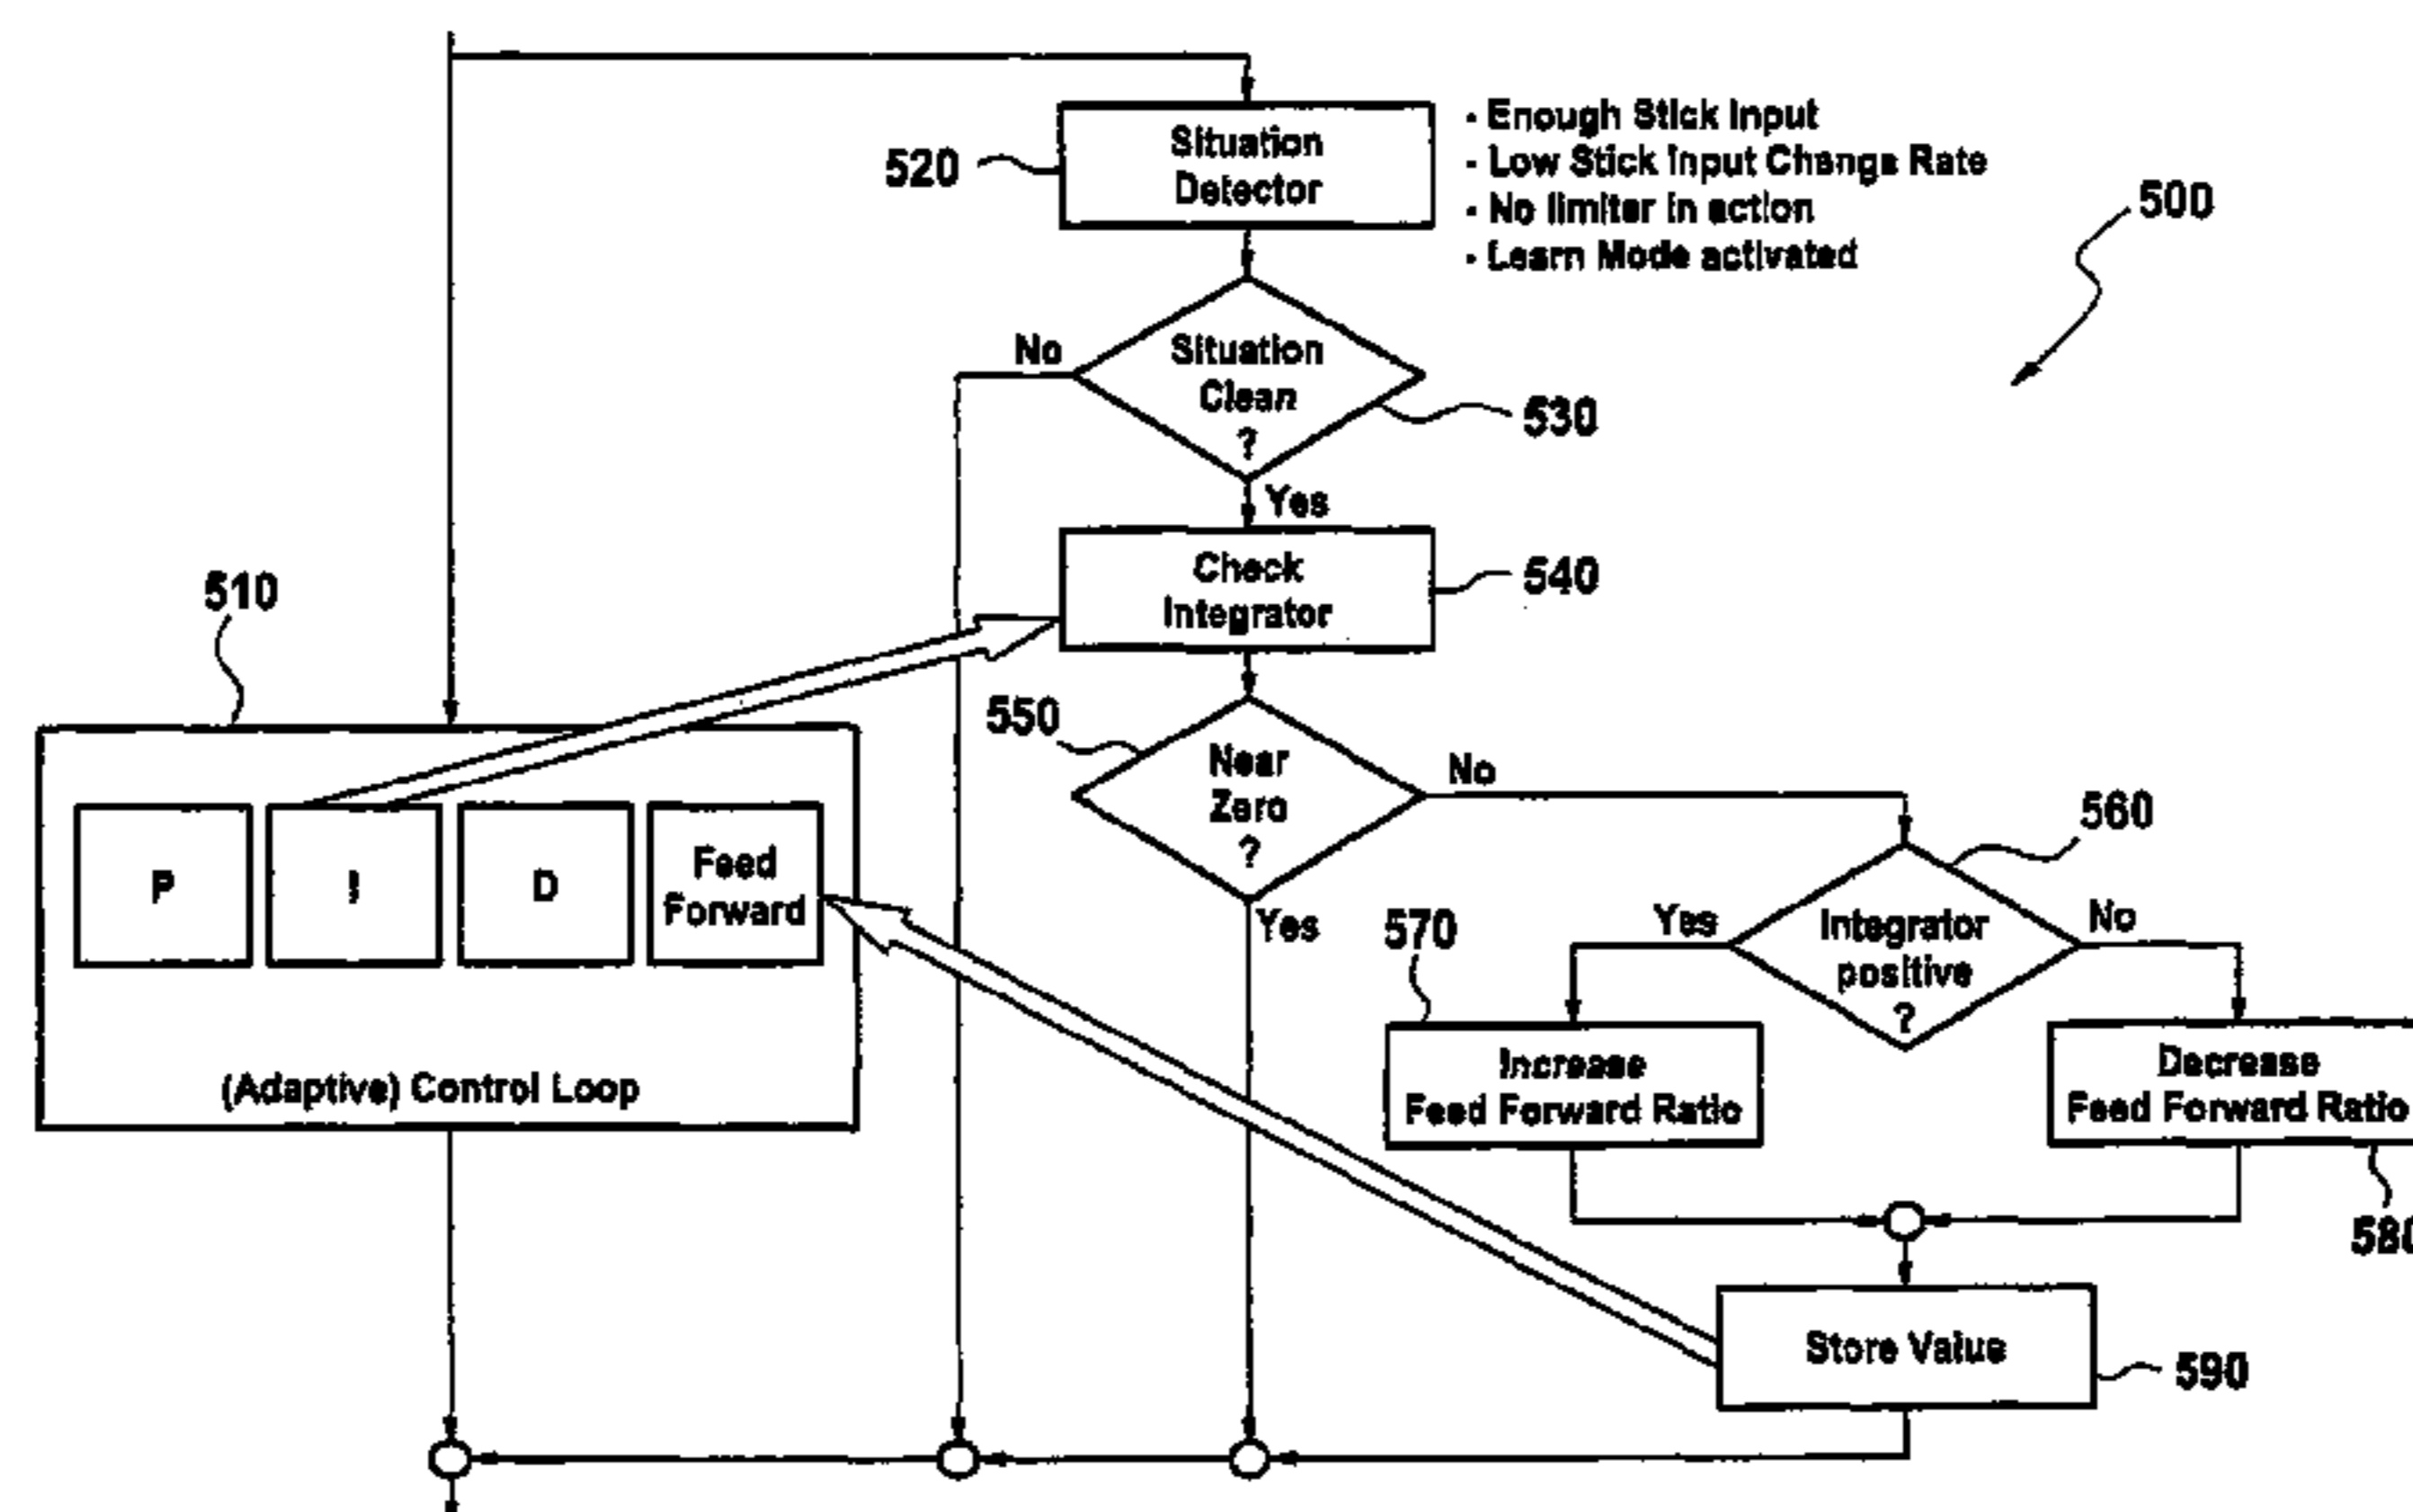 520
Situation
Detector
- Enough Stick Input
- Low Stick Input Change Rate
- No limiter in action
- Learn Mode activated
500
No
Situation
Clean
?
530
Yes
510
Check
Integrator
540
550
Near
Zero
?
No
Yes
560
P
I
D
Feed
Forward
(Adaptive) Control Loop
570
Yes
Integrator
positive
?
No
Increase
Feed Forward Ratio
Decrease
Feed Forward Ratio
580
Store Value
590